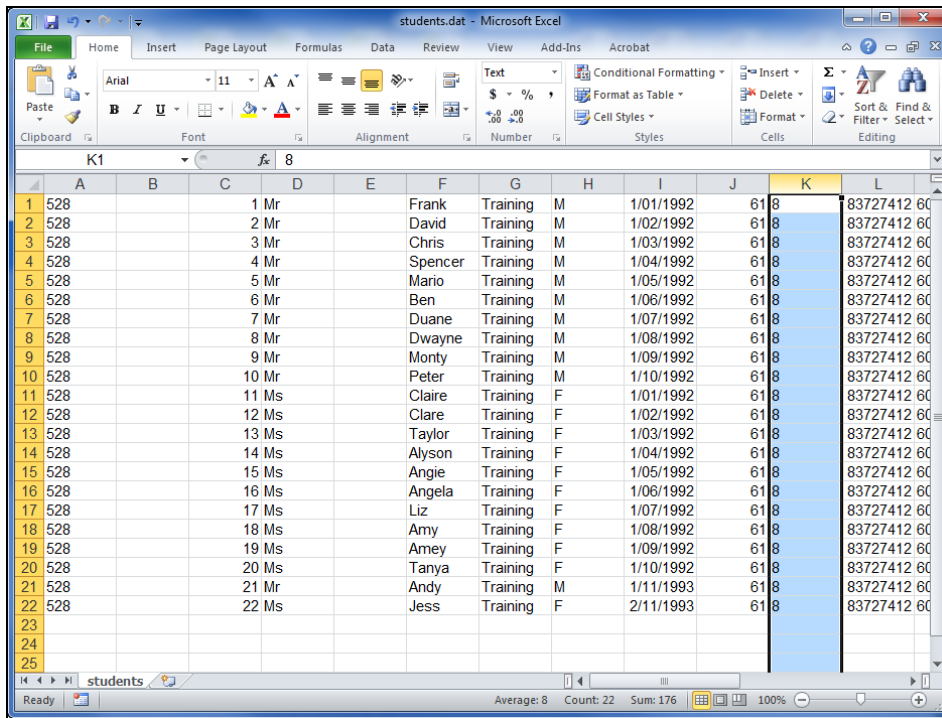 students.dat - Microsoft Excel
File Home Insert Page Layout Formulas Data Review View Add-Ins Acrobat
Paste
Arial 11 A A
B I U A
Text
$ % ,
.00 .00
Conditional Formatting
Format as Table
Cell Styles
Insert
Delete
Format
Σ
Sort & Filter
Find & Select
Clipboard Font Alignment Number Styles Cells Editing
K1 fx 8
A B C D E F G H I J K L
1 528 1 Mr Frank Training M 1/01/1992 61 8 83727412 60
2 528 2 Mr David Training M 1/02/1992 61 8 83727412 60
3 528 3 Mr Chris Training M 1/03/1992 61 8 83727412 60
4 528 4 Mr Spencer Training M 1/04/1992 61 8 83727412 60
5 528 5 Mr Mario Training M 1/05/1992 61 8 83727412 60
6 528 6 Mr Ben Training M 1/06/1992 61 8 83727412 60
7 528 7 Mr Duane Training M 1/07/1992 61 8 83727412 60
8 528 8 Mr Dwayne Training M 1/08/1992 61 8 83727412 60
9 528 9 Mr Monty Training M 1/09/1992 61 8 83727412 60
10 528 10 Mr Peter Training M 1/10/1992 61 8 83727412 60
11 528 11 Ms Claire Training F 1/01/1992 61 8 83727412 60
12 528 12 Ms Clare Training F 1/02/1992 61 8 83727412 60
13 528 13 Ms Taylor Training F 1/03/1992 61 8 83727412 60
14 528 14 Ms Alyson Training F 1/04/1992 61 8 83727412 60
15 528 15 Ms Angie Training F 1/05/1992 61 8 83727412 60
16 528 16 Ms Angela Training F 1/06/1992 61 8 83727412 60
17 528 17 Ms Liz Training F 1/07/1992 61 8 83727412 60
18 528 18 Ms Amy Training F 1/08/1992 61 8 83727412 60
19 528 19 Ms Amey Training F 1/09/1992 61 8 83727412 60
20 528 20 Ms Tanya Training F 1/10/1992 61 8 83727412 60
21 528 21 Mr Andy Training M 1/11/1993 61 8 83727412 60
22 528 22 Ms Jess Training F 2/11/1993 61 8 83727412 60
23
24
25
students
Ready Average: 8 Count: 22 Sum: 176 100%